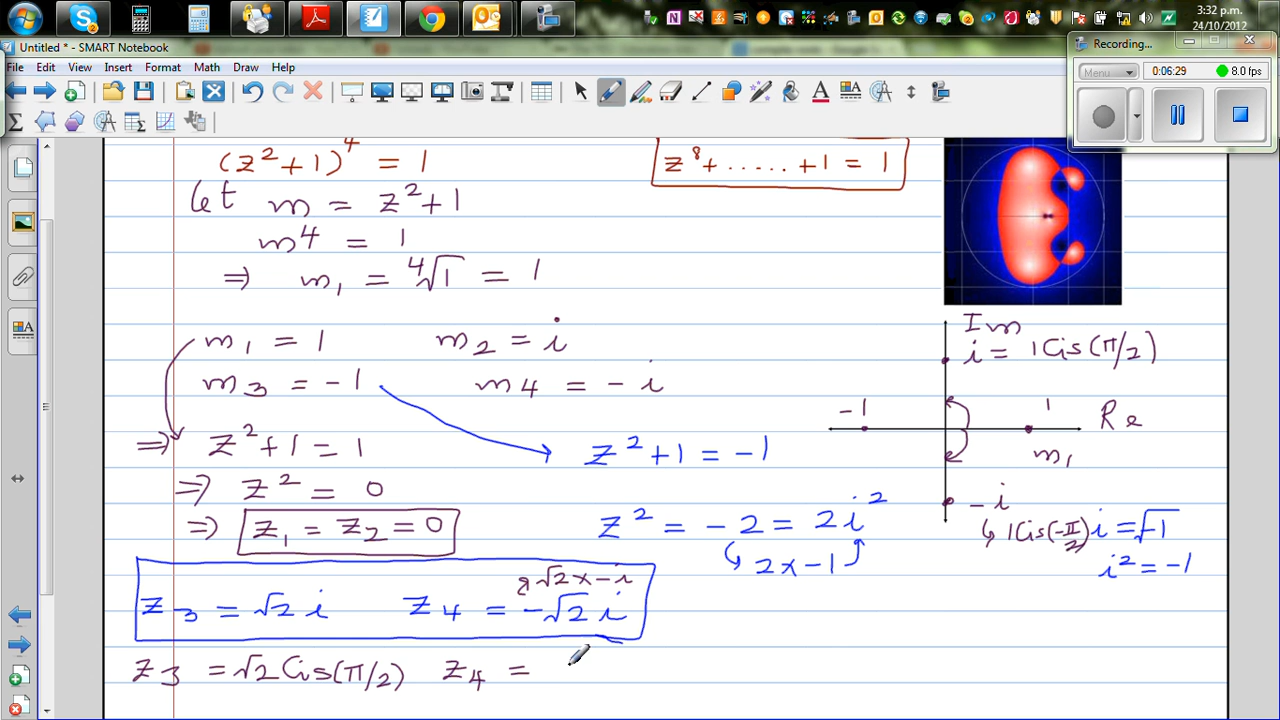 3:32 p.m.
24/10/2012
Untitled * - SMART Notebook
File Edit View Insert Format Math Draw Help
Recording...
Menu 0:06:29 8.0 fps
(z²+1)⁴ = 1
z⁸+.....+1 = 1
let m = z²+1
m⁴ = 1
⇒ m₁ = ⁴√1 = 1
m₁ = 1 m₂ = i
m₃ = -1 m₄ = -i
Im
i = 1Cis(π/2)
-1 1 Re
m₁
-i
↳ 1Cis(-π/2)
i = √-1
i² = -1
⇒ z²+1 = 1
⇒ z² = 0
⇒ z₁ = z₂ = 0
z²+1 = -1
z² = -2 = 2i²
2x-1
√2x-i
z₃ = √2 i z₄ = -√2 i
z₃ = √2 Cis(π/2) z₄ =